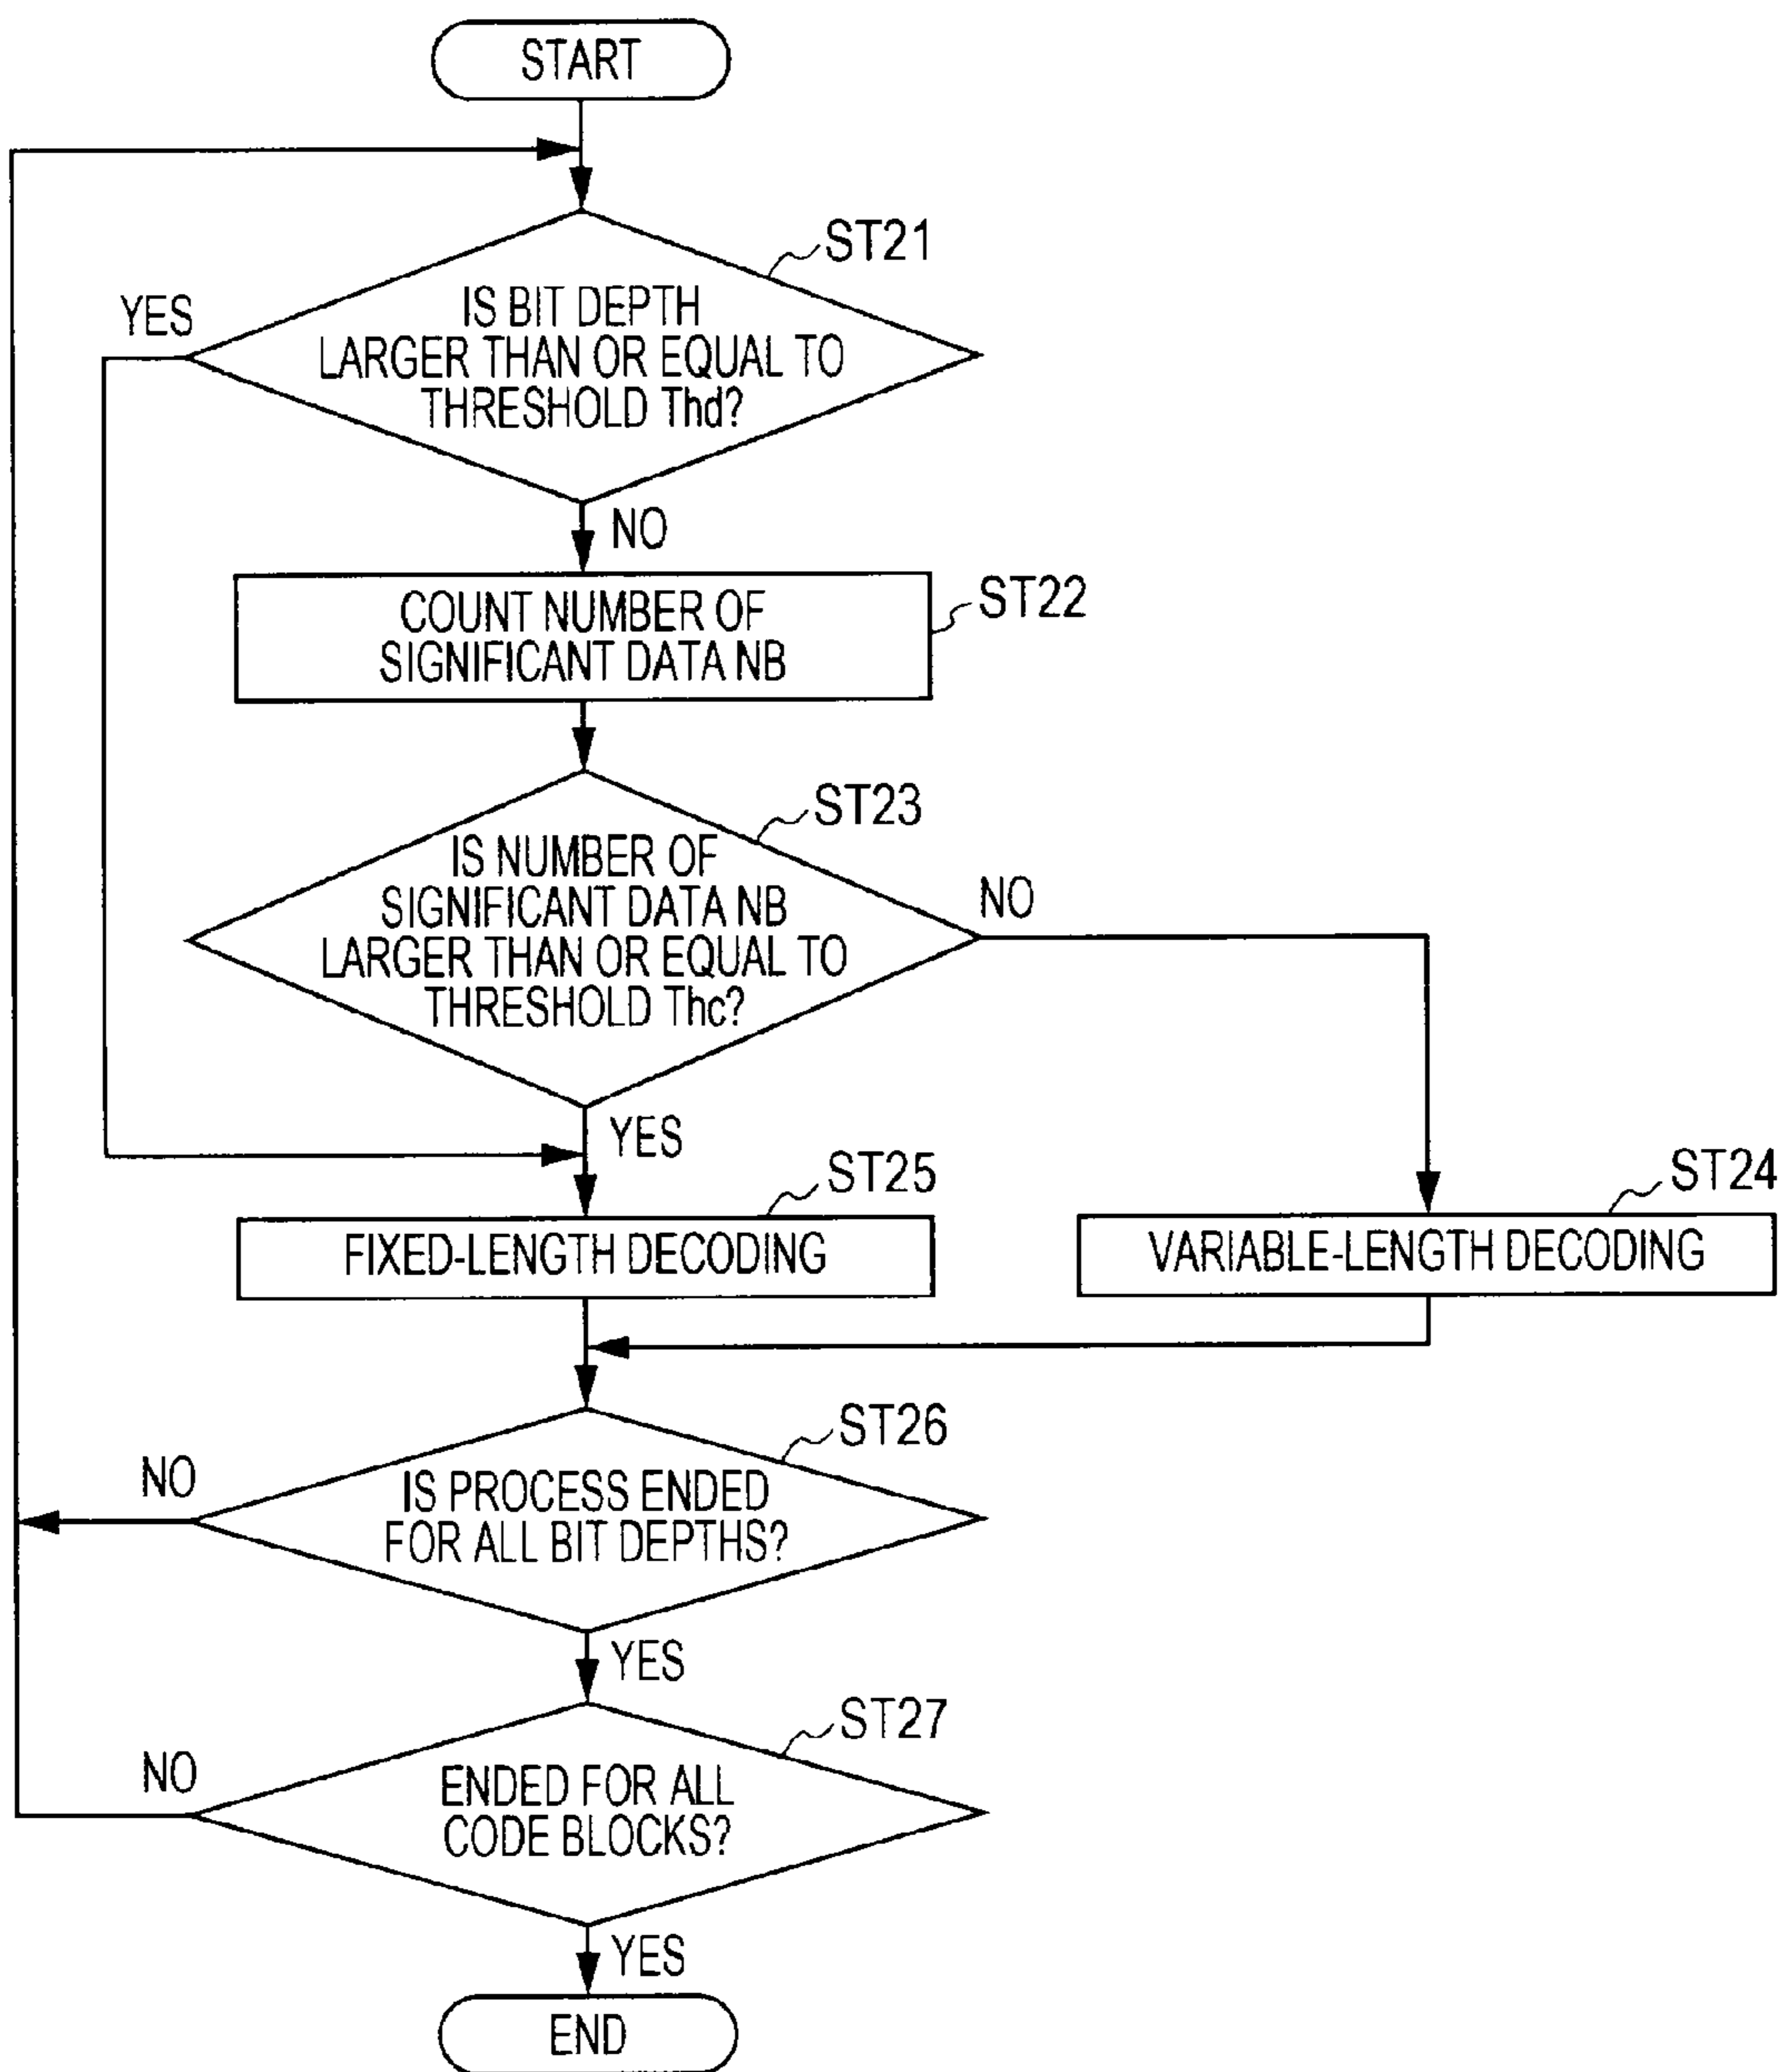 START
ST21
YES
IS BIT DEPTH
LARGER THAN OR EQUAL TO
THRESHOLD Thd?
NO
COUNT NUMBER OF
SIGNIFICANT DATA NB
ST22
ST23
IS NUMBER OF
SIGNIFICANT DATA NB
LARGER THAN OR EQUAL TO
THRESHOLD Thc?
NO
YES
ST25
ST24
FIXED-LENGTH DECODING
VARIABLE-LENGTH DECODING
ST26
NO
IS PROCESS ENDED
FOR ALL BIT DEPTHS?
YES
ST27
NO
ENDED FOR ALL
CODE BLOCKS?
YES
END